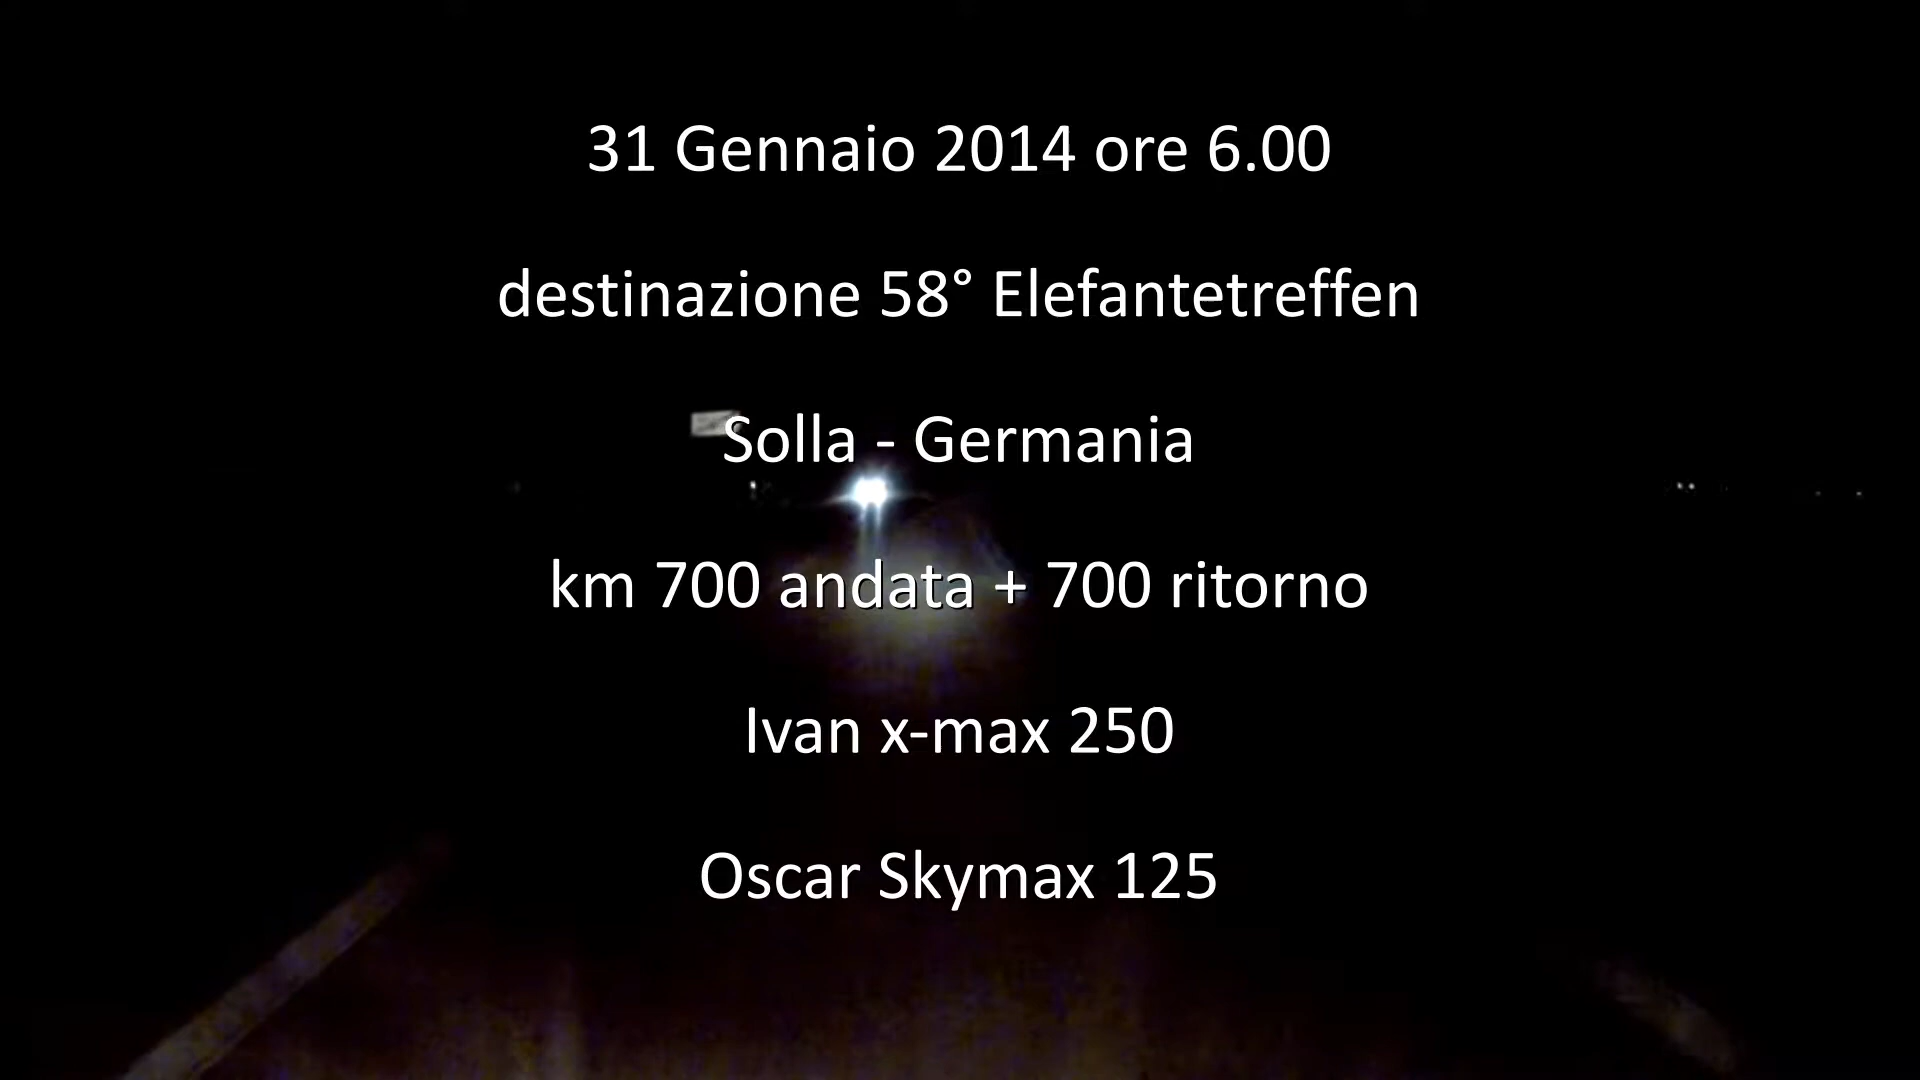 31 Gennaio 2014 ore 6.00
destinazione 58° Elefantetreffen
Solla - Germania
km 700 andata + 700 ritorno
Ivan x-max 250
Oscar Skymax 125